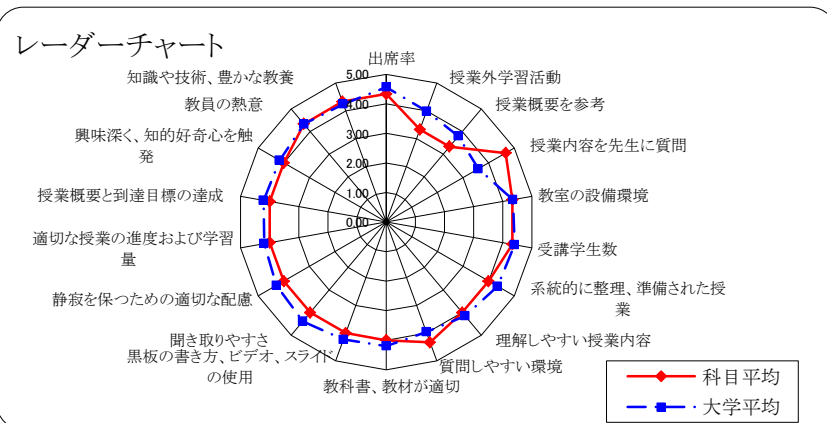 レーダーチャート
出席率
授業外学習活動
授業概要を参考
授業内容を先生に質問
教室の設備環境
受講学生数
系統的に整理、準備された授
業
理解しやすい授業内容
質問しやすい環境
教科書、教材が適切
黒板の書き方、ビデオ、スライド
の使用
聞き取りやすさ
静寂を保つための適切な配慮
適切な授業の進度および学習
量
授業概要と到達目標の達成
興味深く、知的好奇心を触
発
教員の熱意
知識や技術、豊かな教養
5.00
4.00
3.00
2.00
1.00
0.00
科目平均
大学平均